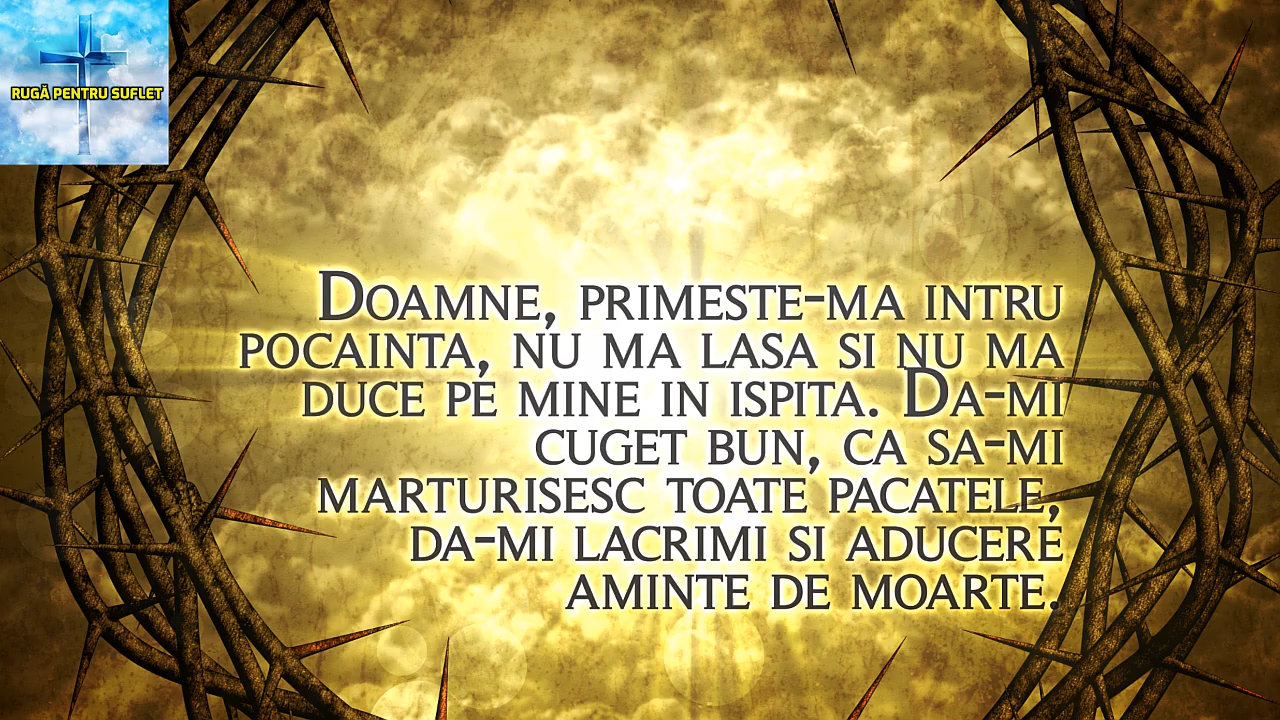 RUGĂ PENTRU SUFLET
Doamne, primeste-ma intru
pocainta, nu ma lasa si nu ma
duce pe mine in ispita. Da-mi
cuget bun, ca sa-mi
marturisesc toate pacatele,
da-mi lacrimi si aducere
aminte de moarte.